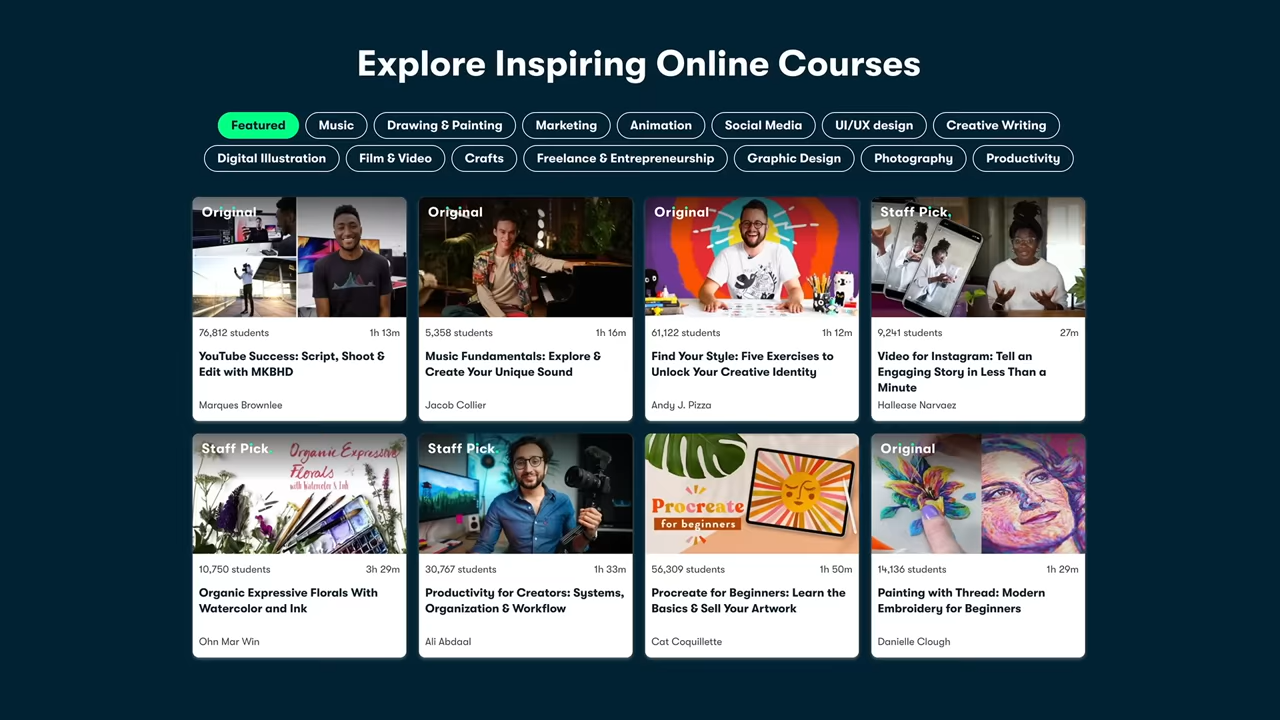 Explore Inspiring Online Courses
Featured Music Drawing & Painting Marketing Animation Social Media UI/UX design Creative Writing
Digital Illustration Film & Video Crafts Freelance & Entrepreneurship Graphic Design Photography Productivity
Original
76,812 students 1h 13m
YouTube Success: Script, Shoot &
Edit with MKBHD
Marques Brownlee
Original
5,358 students 1h 16m
Music Fundamentals: Explore &
Create Your Unique Sound
Jacob Collier
Original
61,122 students 1h 12m
Find Your Style: Five Exercises to
Unlock Your Creative Identity
Andy J. Pizza
Staff Pick.
9,241 students 27m
Video for Instagram: Tell an
Engaging Story in Less Than a
Minute
Hallease Narvaez
Staff Pick.
Organic Expressive
Florals
with Watercolor & Ink
10,750 students 3h 29m
Organic Expressive Florals With
Watercolor and Ink
Ohn Mar Win
Staff Pick.
30,767 students 1h 33m
Productivity for Creators: Systems,
Organization & Workflow
Ali Abdaal
Procreate
for beginners
56,309 students 1h 50m
Procreate for Beginners: Learn the
Basics & Sell Your Artwork
Cat Coquillette
Original
14,136 students 1h 29m
Painting with Thread: Modern
Embroidery for Beginners
Danielle Clough